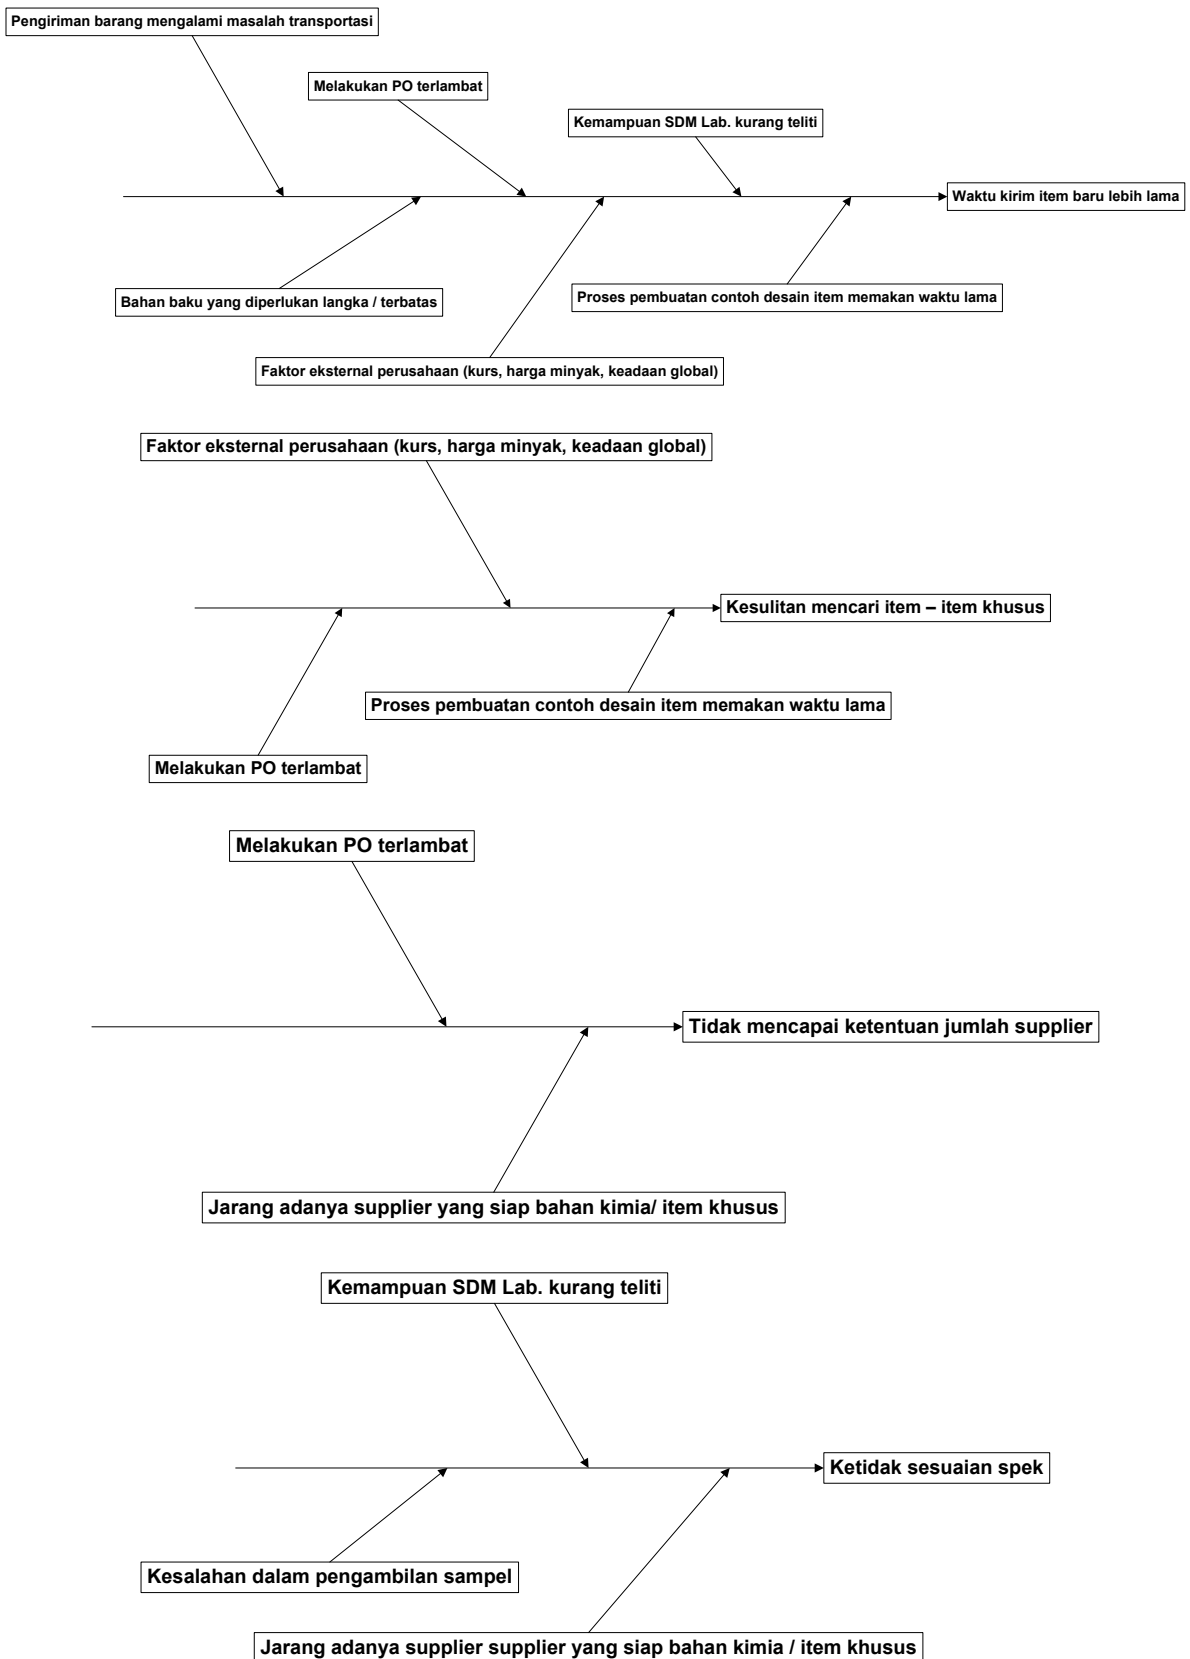 Pengiriman barang mengalami masalah transportasi
Melakukan PO terlambat
Kemampuan SDM Lab. kurang teliti
Waktu kirim item baru lebih lama
Bahan baku yang diperlukan langka / terbatas
Proses pembuatan contoh desain item memakan waktu lama
Faktor eksternal perusahaan (kurs, harga minyak, keadaan global)
Faktor eksternal perusahaan (kurs, harga minyak, keadaan global)
Kesulitan mencari item – item khusus
Proses pembuatan contoh desain item memakan waktu lama
Melakukan PO terlambat
Melakukan PO terlambat
Tidak mencapai ketentuan jumlah supplier
Jarang adanya supplier yang siap bahan kimia/ item khusus
Kemampuan SDM Lab. kurang teliti
Ketidak sesuaian spek
Kesalahan dalam pengambilan sampel
Jarang adanya supplier supplier yang siap bahan kimia / item khusus